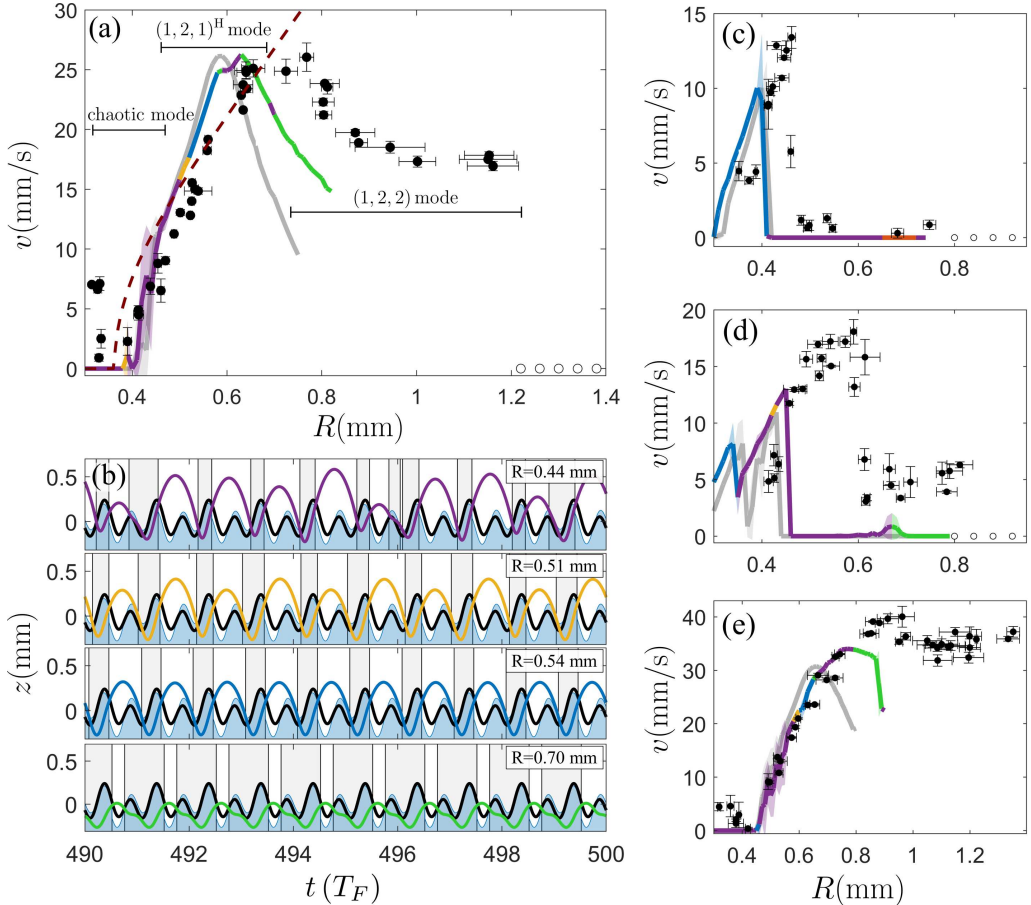 (a)
(1, 2, 1)ᴴ mode
chaotic mode
(1, 2, 2) mode
v(mm/s)
30
25
20
15
10
5
0
0.4
0.6
0.8
1
1.2
1.4
R(mm)
(b)
R=0.44 mm
R=0.51 mm
R=0.54 mm
R=0.70 mm
z(mm)
0.5
0
0.5
0
0.5
0
0.5
0
490
492
494
496
498
500
t (T_F)
(c)
v(mm/s)
15
10
5
0
0.4
0.6
0.8
(d)
v(mm/s)
20
15
10
5
0
0.4
0.6
0.8
(e)
v(mm/s)
40
30
20
10
0
0.4
0.6
0.8
1
1.2
R(mm)